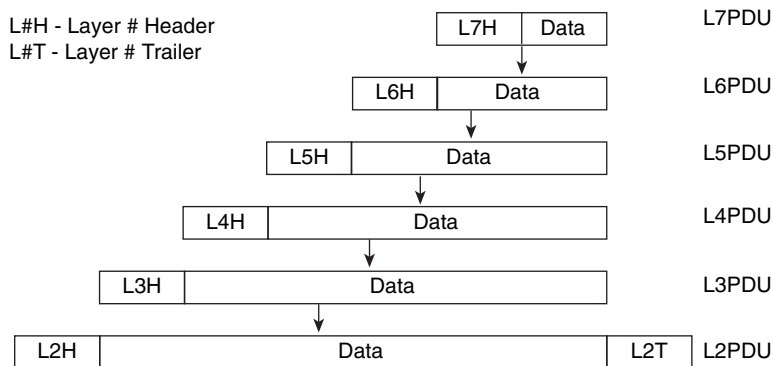 L#H - Layer # Header
L#T - Layer # Trailer
L7H Data L7PDU
L6H Data L6PDU
L5H Data L5PDU
L4H Data L4PDU
L3H Data L3PDU
L2H Data L2T L2PDU